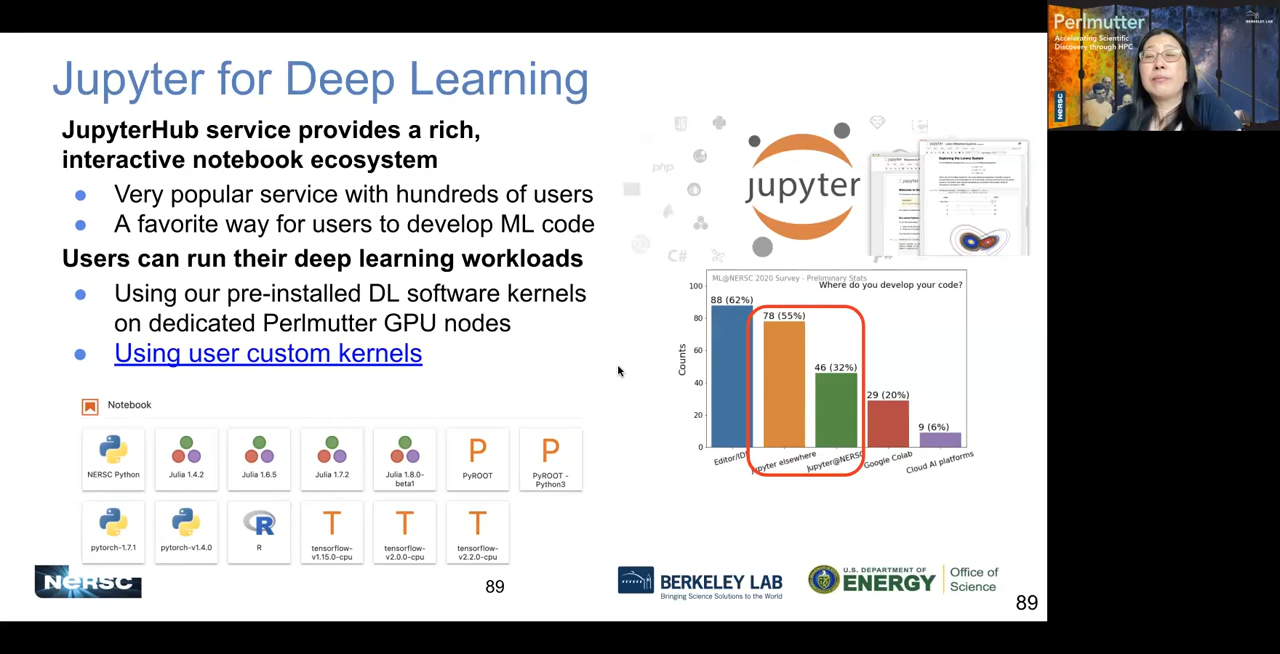 Jupyter for Deep Learning
JupyterHub service provides a rich,
interactive notebook ecosystem
● Very popular service with hundreds of users
● A favorite way for users to develop ML code
Users can run their deep learning workloads
● Using our pre-installed DL software kernels
on dedicated Perlmutter GPU nodes
● Using user custom kernels
Notebook
NERSC Python
Julia 1.4.2
Julia 1.6.5
Julia 1.7.2
Julia 1.8.0-
beta1
P
PyROOT
P
PyROOT -
Python3
pytorch-1.7.1
pytorch-v1.4.0
R
R
T
tensorflow-
v1.15.0-cpu
T
tensorflow-
v2.0.0-cpu
T
tensorflow-
v2.2.0-cpu
php
C#
jupyter
ML@NERSC 2020 Survey - Preliminary Stats.
Where do you develop your code?
Counts
100
80
60
40
20
0
88 (62%)
78 (55%)
46 (32%)
29 (20%)
9 (6%)
Jupyter elsewhere
Jupyter@NERSC
Google Colab
Cloud AI platforms
NERSC
89
BERKELEY LAB
Bringing Science Solutions to the World
U.S. DEPARTMENT OF
ENERGY
Office of
Science
89
Perlmutter
Accelerating Scientific
Discovery through HPC
NERSC
BERKELEY LAB